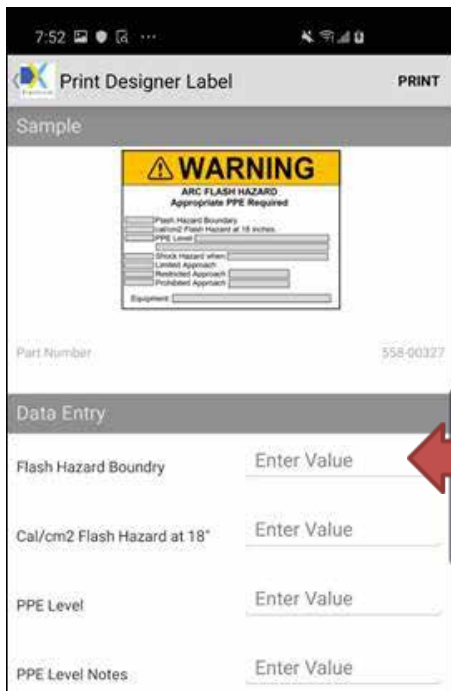 7:52
Print Designer Label PRINT
Sample
WARNING
ARC FLASH HAZARD
Appropriate PPE Required
Flash Hazard Boundary
cal/cm2 Flash Hazard at 18 inches
PPE Level
Shock Hazard when
Limited Approach
Restricted Approach
Prohibited Approach
Equipment
Part Number 558-00327
Data Entry
Flash Hazard Boundry Enter Value
Cal/cm2 Flash Hazard at 18" Enter Value
PPE Level Enter Value
PPE Level Notes Enter Value